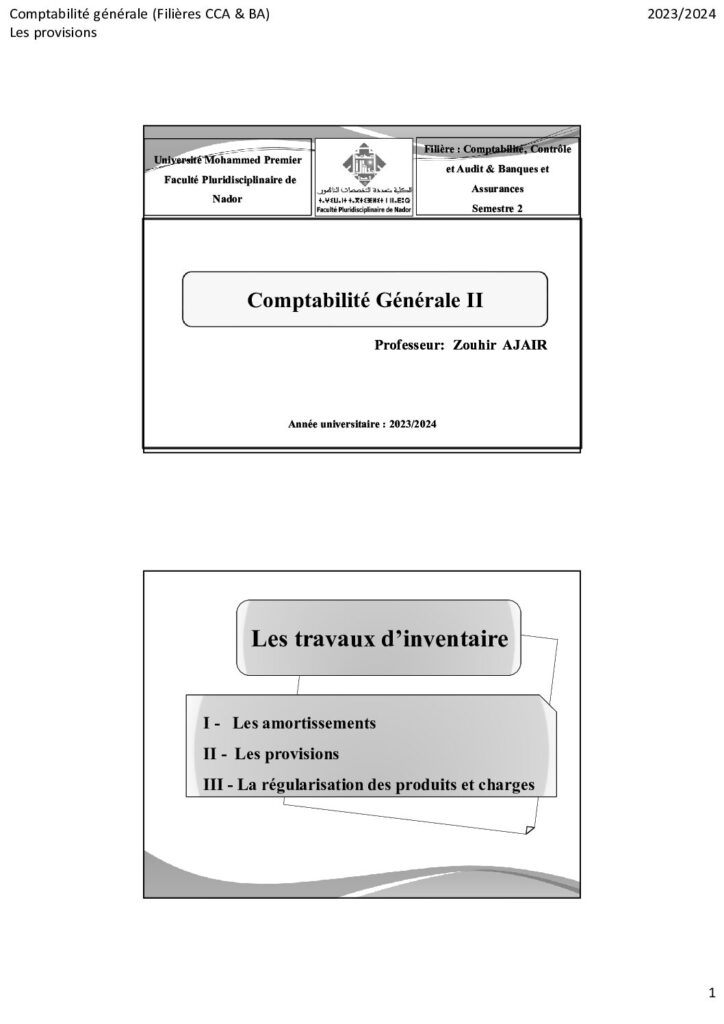 Comptabilité générale (Filières CCA & BA)
2023/2024
Les provisions
Université Mohammed Premier
Faculté Pluridisciplinaire de
Nador
الكلية متعددة التخصصات الناظور
Faculté Pluridisciplinaire de Nador
Filière : Comptabilité, Contrôle
et Audit & Banques et
Assurances
Semestre 2
Comptabilité Générale II
Professeur: Zouhir AJAIR
Année universitaire : 2023/2024
Les travaux d’inventaire
I - Les amortissements
II - Les provisions
III - La régularisation des produits et charges
1